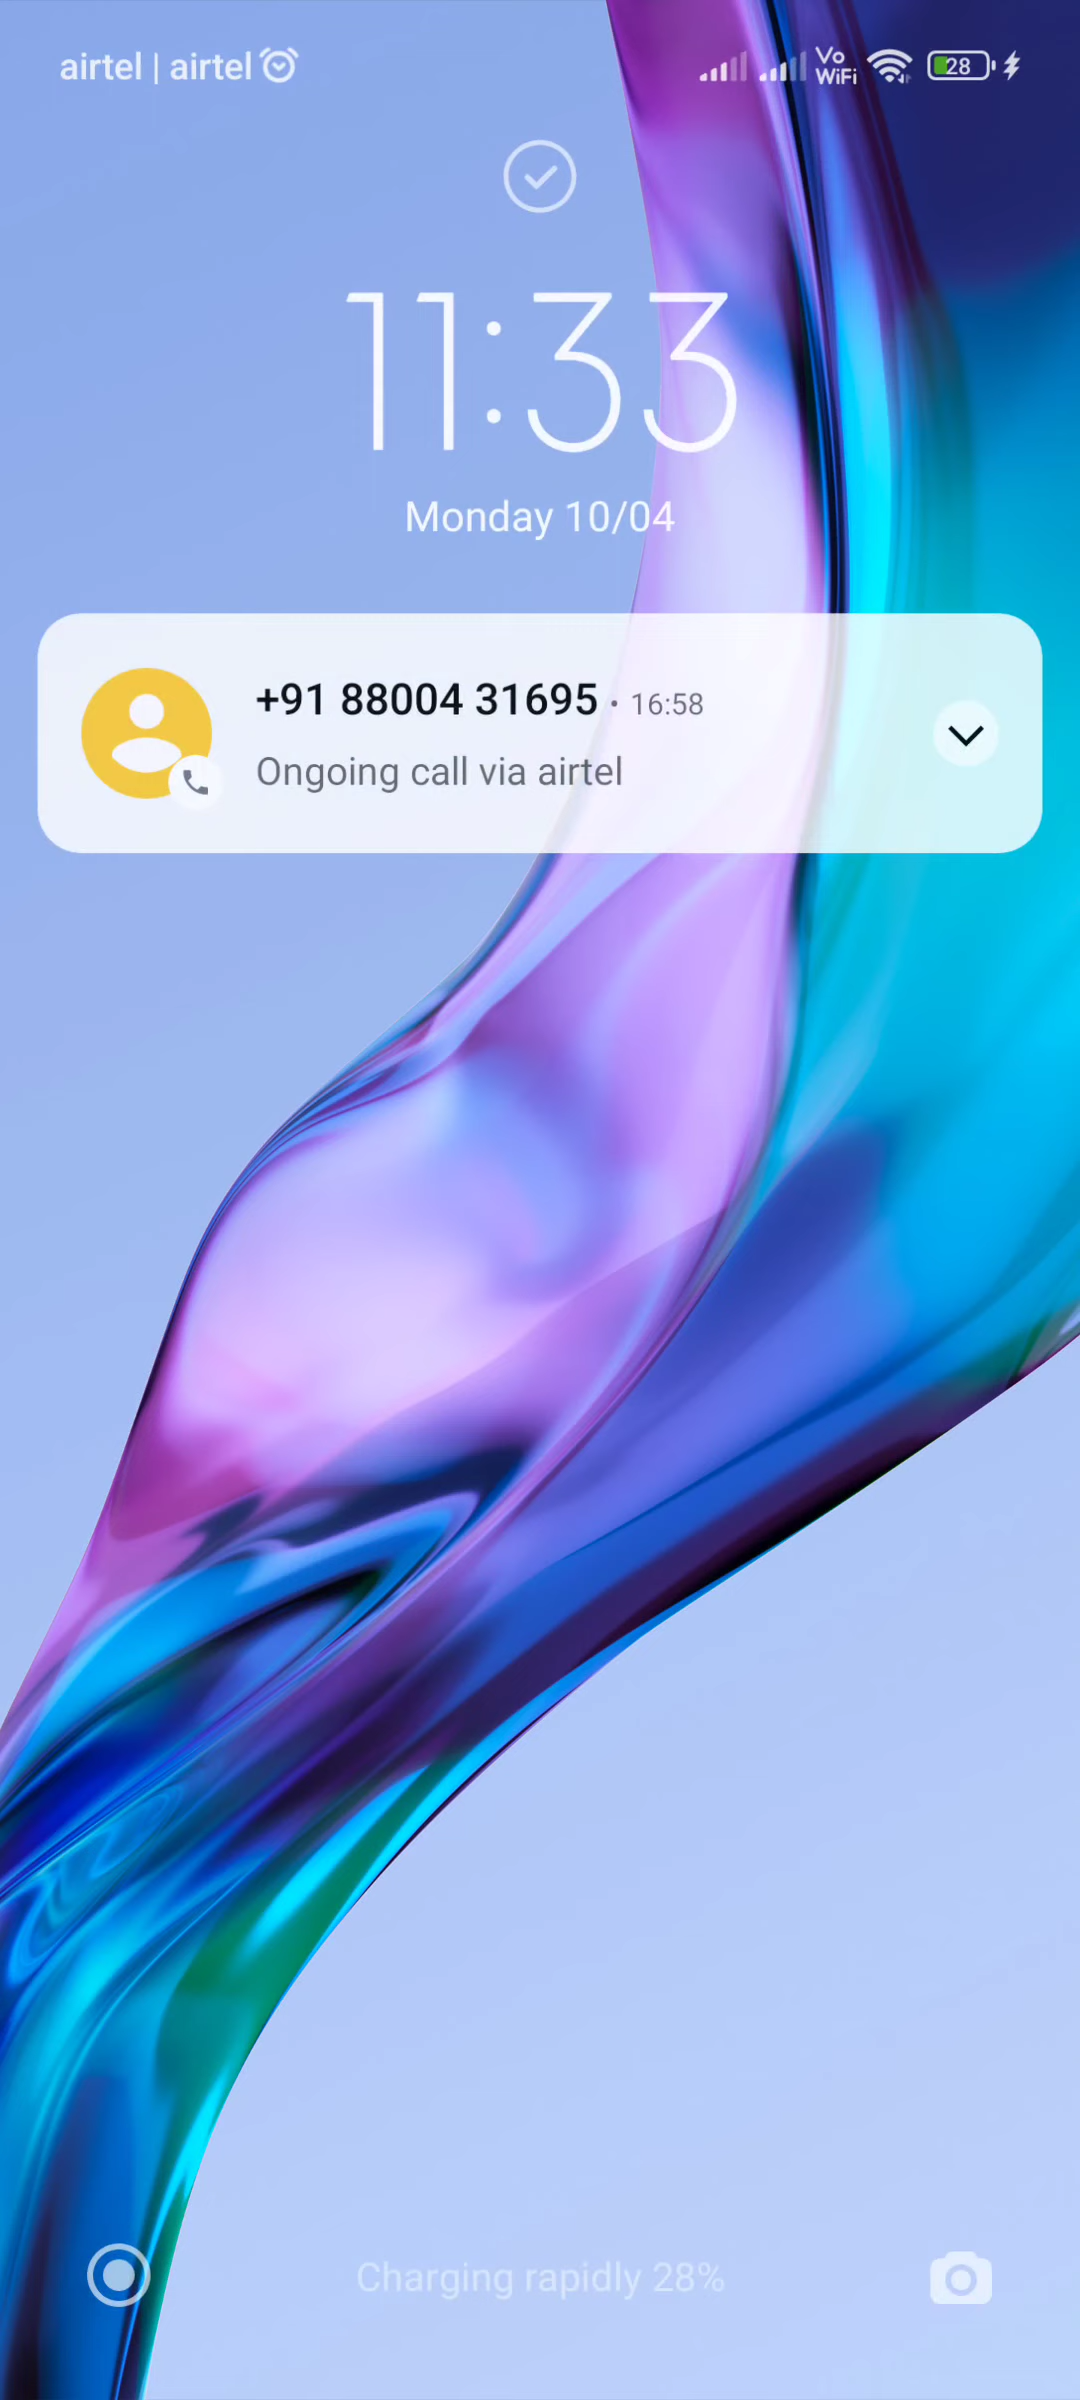 airtel | airtel
Vo
WiFi
28
11:33
Monday 10/04
+91 88004 31695 • 16:58
Ongoing call via airtel
Charging rapidly 28%